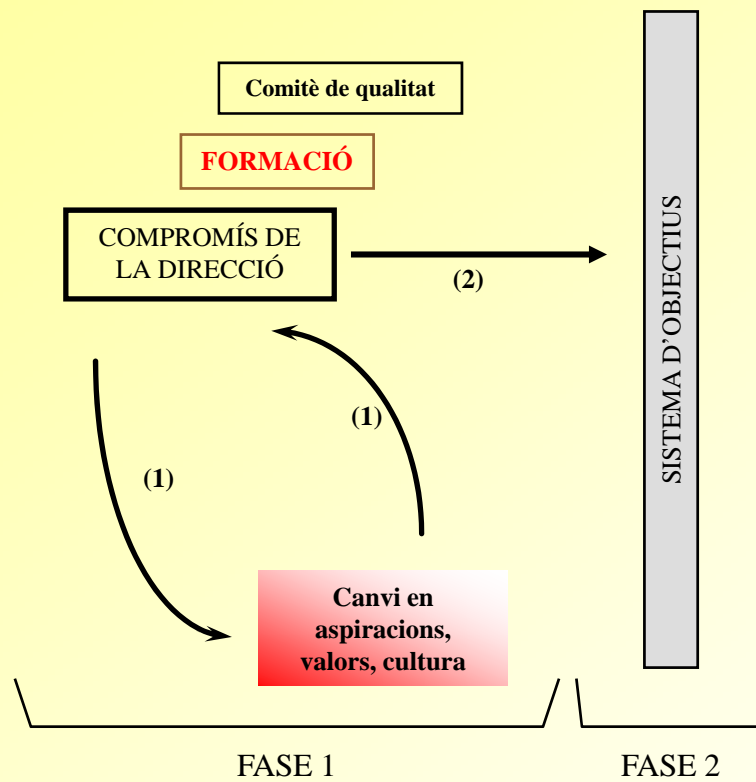 Comitè de qualitat
FORMACIÓ
COMPROMÍS DE
LA DIRECCIÓ
(2)
(1)
(1)
Canvi en
aspiracions,
valors, cultura
SISTEMA D’OBJECTIUS
FASE 1
FASE 2